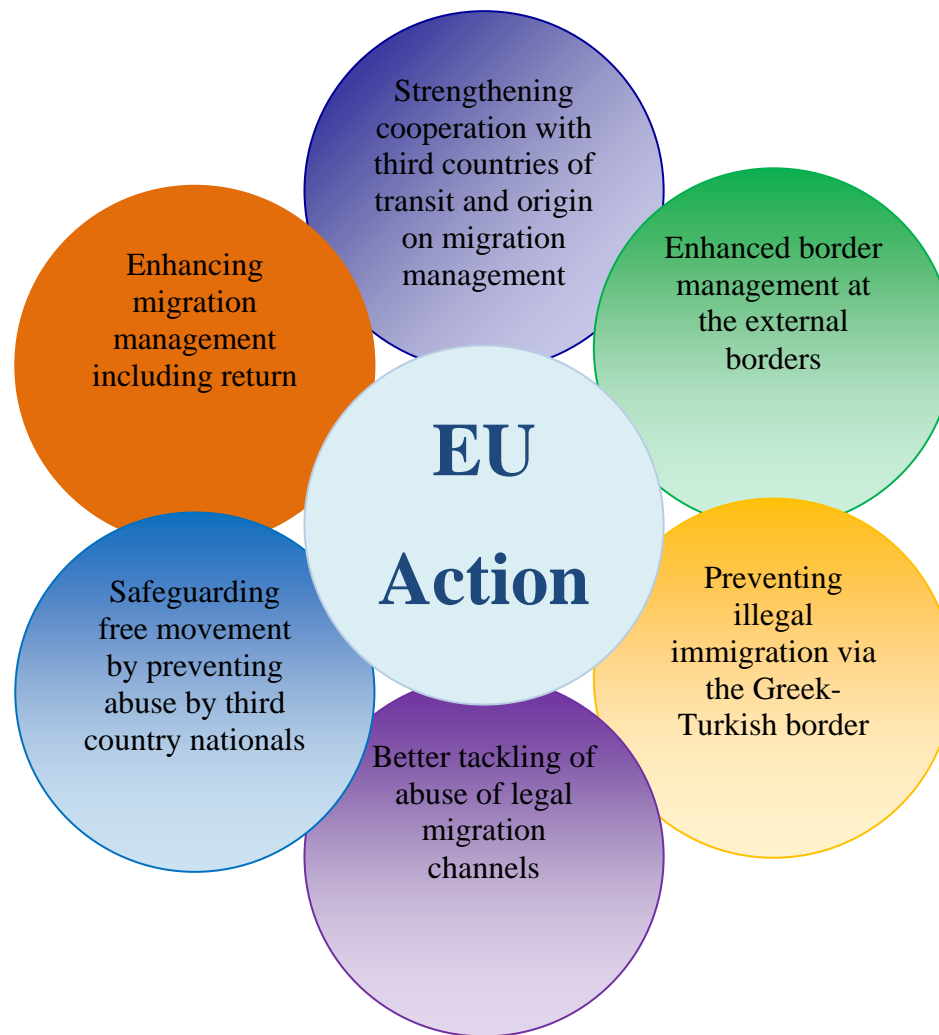 Strengthening
cooperation with
third countries of
transit and origin
on migration
management
Enhanced border
management at
the external
borders
Preventing
illegal
immigration via
the Greek-
Turkish border
Better tackling of
abuse of legal
migration
channels
Safeguarding
free movement
by preventing
abuse by third
country nationals
Enhancing
migration
management
including return
EU
Action